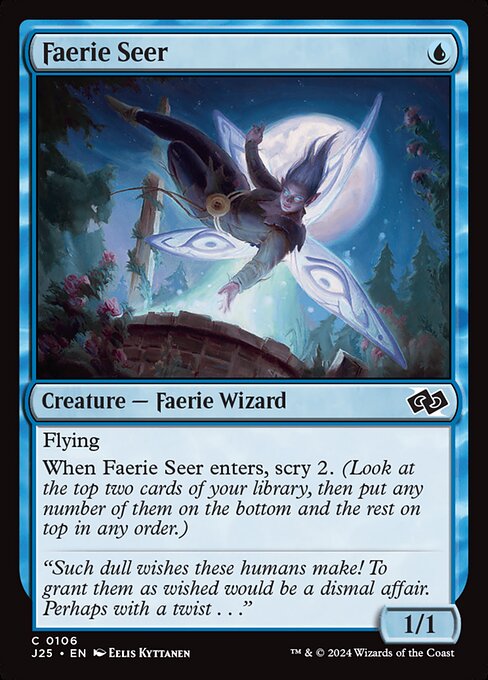 Faerie Seer
Creature — Faerie Wizard
Flying
When Faerie Seer enters, scry 2. (Look at
the top two cards of your library, then put any
number of them on the bottom and the rest on
top in any order.)
“Such dull wishes these humans make! To
grant them as wished would be a dismal affair.
Perhaps with a twist . . .”
1/1
C 0106
J25 • EN Eelis Kyttanen
™ & © 2024 Wizards of the Coast